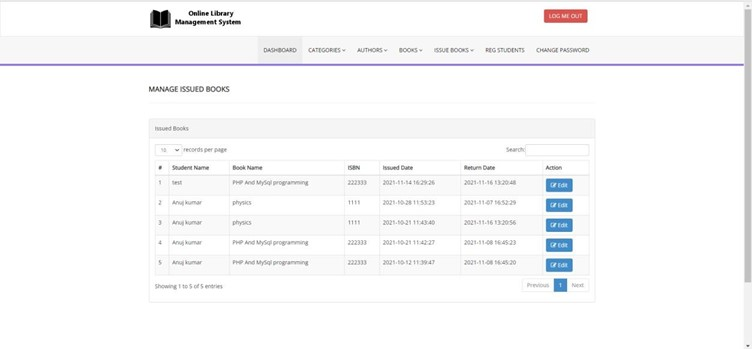 Online Library
Management System
LOG ME OUT
DASHBOARD CATEGORIES AUTHORS BOOKS ISSUE BOOKS REG STUDENTS CHANGE PASSWORD
MANAGE ISSUED BOOKS
Issued Books
10 records per page Search:
# Student Name Book Name ISBN Issued Date Return Date Action
1 test PHP And MySql programming 222333 2021-11-14 16:29:26 2021-11-16 13:20:48 Edit
2 Anuj kumar physics 1111 2021-10-28 11:53:23 2021-11-07 16:52:29 Edit
3 Anuj kumar physics 1111 2021-10-21 11:43:40 2021-11-16 13:20:56 Edit
4 Anuj kumar PHP And MySql programming 222333 2021-10-21 11:42:27 2021-11-08 16:45:23 Edit
5 Anuj kumar PHP And MySql programming 222333 2021-10-12 11:39:47 2021-11-08 16:45:20 Edit
Showing 1 to 5 of 5 entries Previous 1 Next